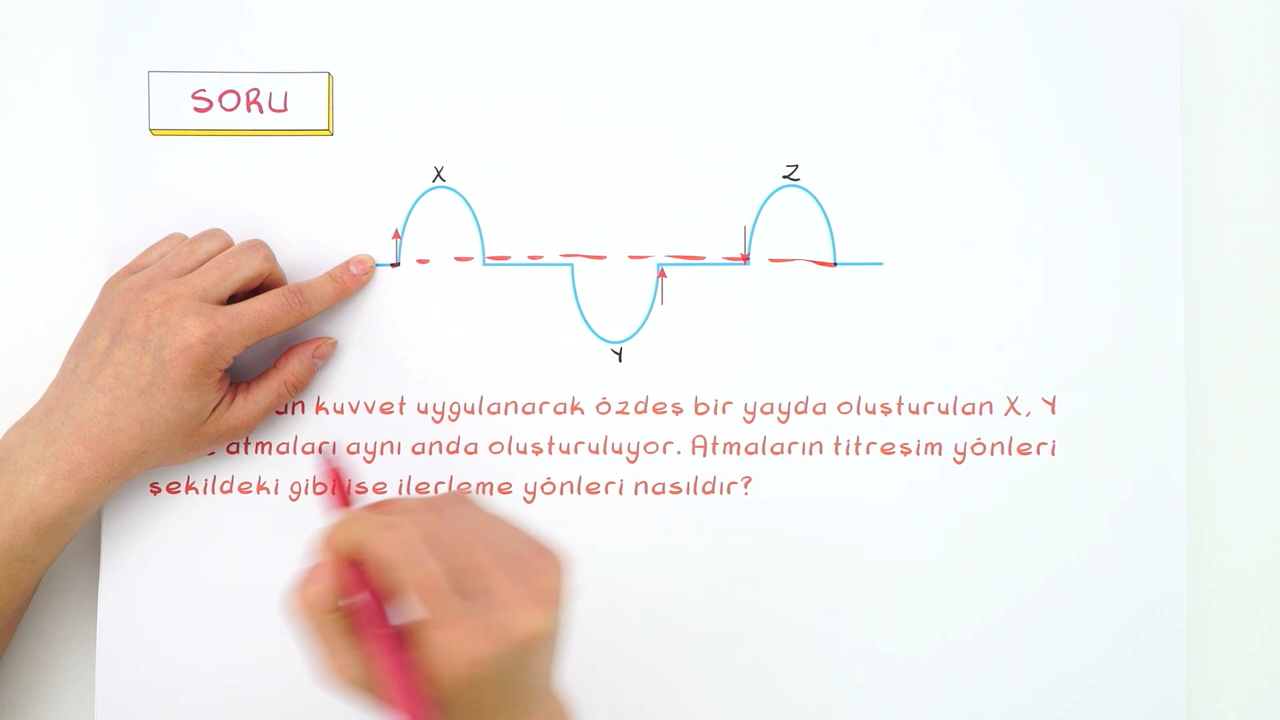 SORU
X
Z
Y
kuvvet uygulanarak özdeş bir yayda oluşturulan X, Y
atmaları aynı anda oluşturuluyor. Atmaların titreşim yönleri
şekildeki gibi ise ilerleme yönleri nasıldır?